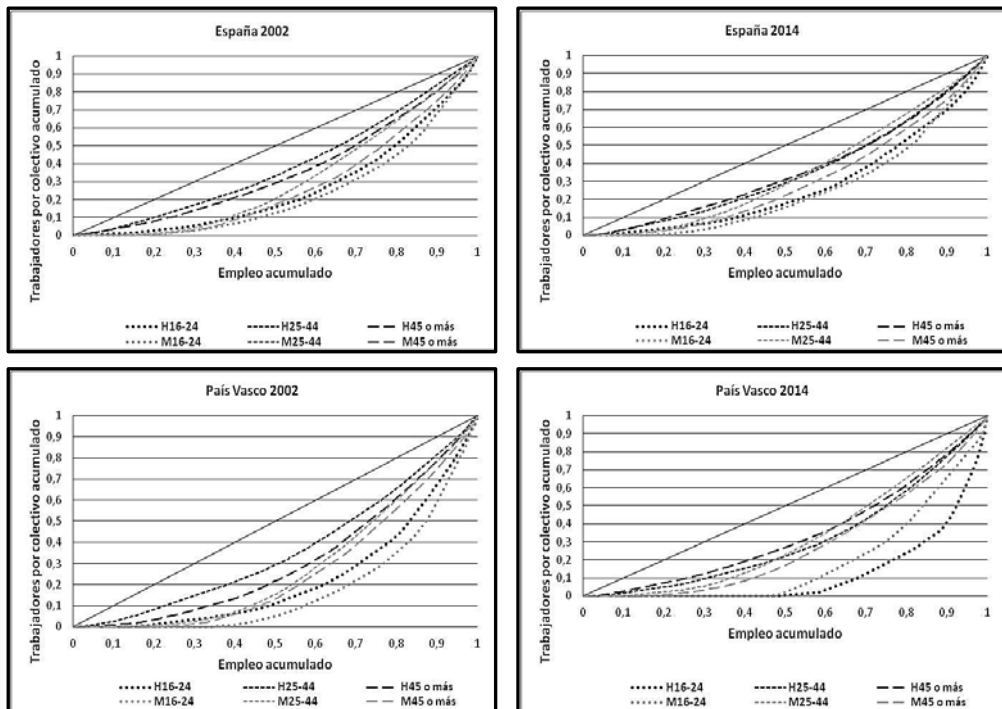 España 2002
Trabajadores por colectivo acumulado
1
0,9
0,8
0,7
0,6
0,5
0,4
0,3
0,2
0,1
0
0 0,1 0,2 0,3 0,4 0,5 0,6 0,7 0,8 0,9 1
Empleo acumulado
H16-24 H25-44 H45 o más
M16-24 M25-44 M45 o más
España 2014
Trabajadores por colectivo acumulado
1
0,9
0,8
0,7
0,6
0,5
0,4
0,3
0,2
0,1
0
0 0,1 0,2 0,3 0,4 0,5 0,6 0,7 0,8 0,9 1
Empleo acumulado
H16-24 H25-44 H45 o más
M16-24 M25-44 M45 o más
País Vasco 2002
Trabajadores por colectivo acumulado
1
0,9
0,8
0,7
0,6
0,5
0,4
0,3
0,2
0,1
0
0 0,1 0,2 0,3 0,4 0,5 0,6 0,7 0,8 0,9 1
Empleo acumulado
H16-24 H25-44 H45 o más
M16-24 M25-44 M45 o más
País Vasco 2014
Trabajadores por colectivo acumulado
1
0,9
0,8
0,7
0,6
0,5
0,4
0,3
0,2
0,1
0
0 0,1 0,2 0,3 0,4 0,5 0,6 0,7 0,8 0,9 1
Empleo acumulado
H16-24 H25-44 H45 o más
M16-24 M25-44 M45 o más